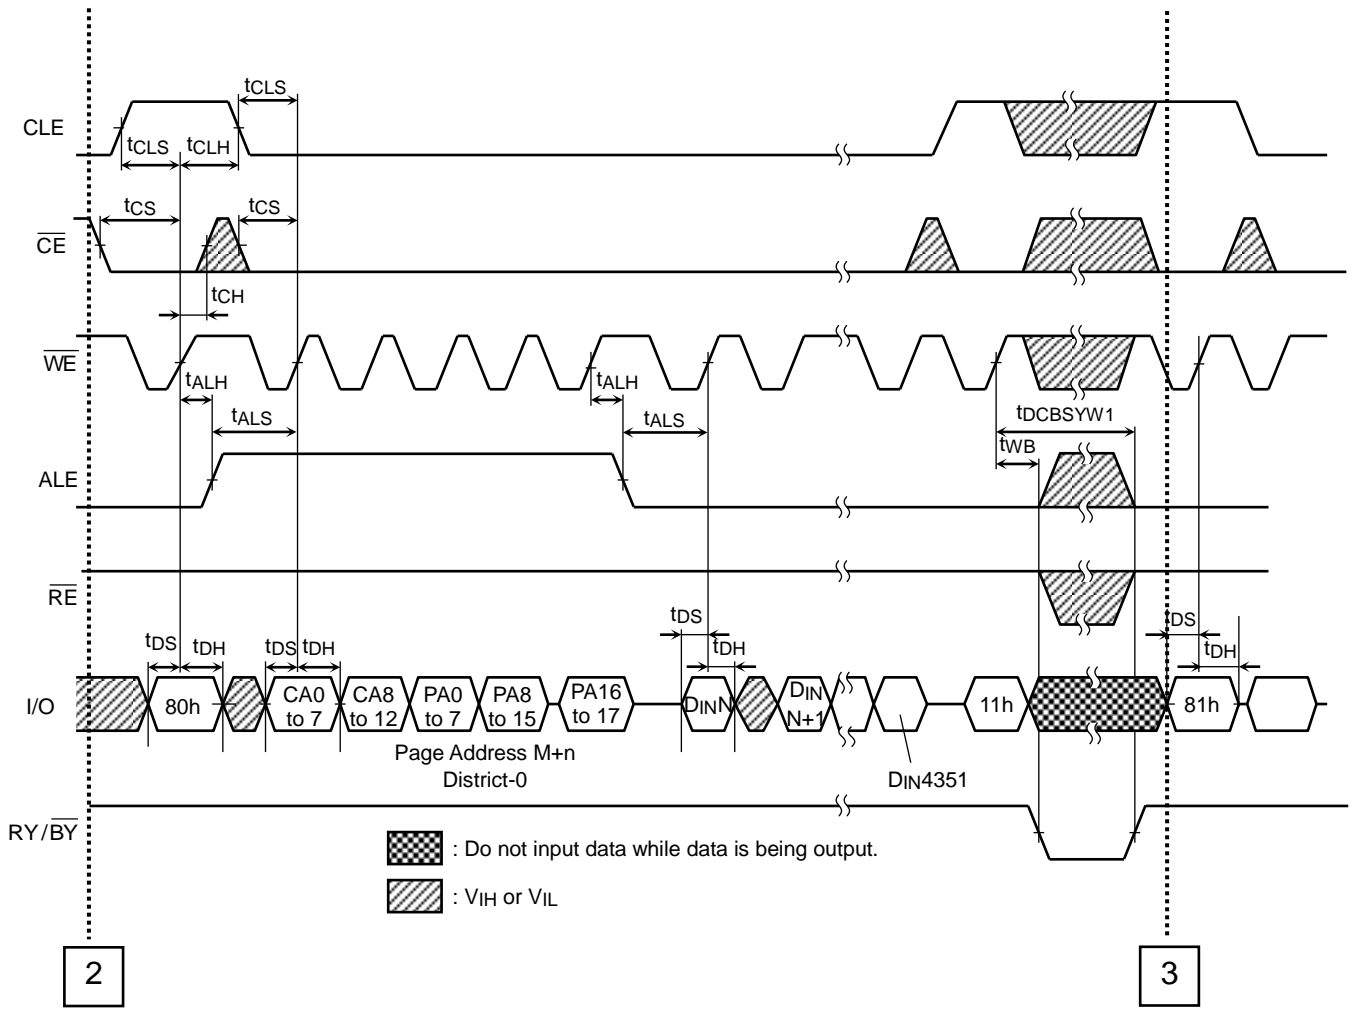 tCLS
CLE
tCLS tCLH
tCS tCS
CE
tCH
WE
tALH tALH
tALS tALS tDCBSYW1
tWB
ALE
RE
tDS tDH tDS tDH tDS tDH tDS tDH
I/O 80h CA0 to 7 CA8 to 12 PA0 to 7 PA8 to 15 PA16 to 17 DINN DIN N+1 11h 81h
Page Address M+n
District-0
DIN4351
RY/BY
: Do not input data while data is being output.
: VIH or VIL
2 3